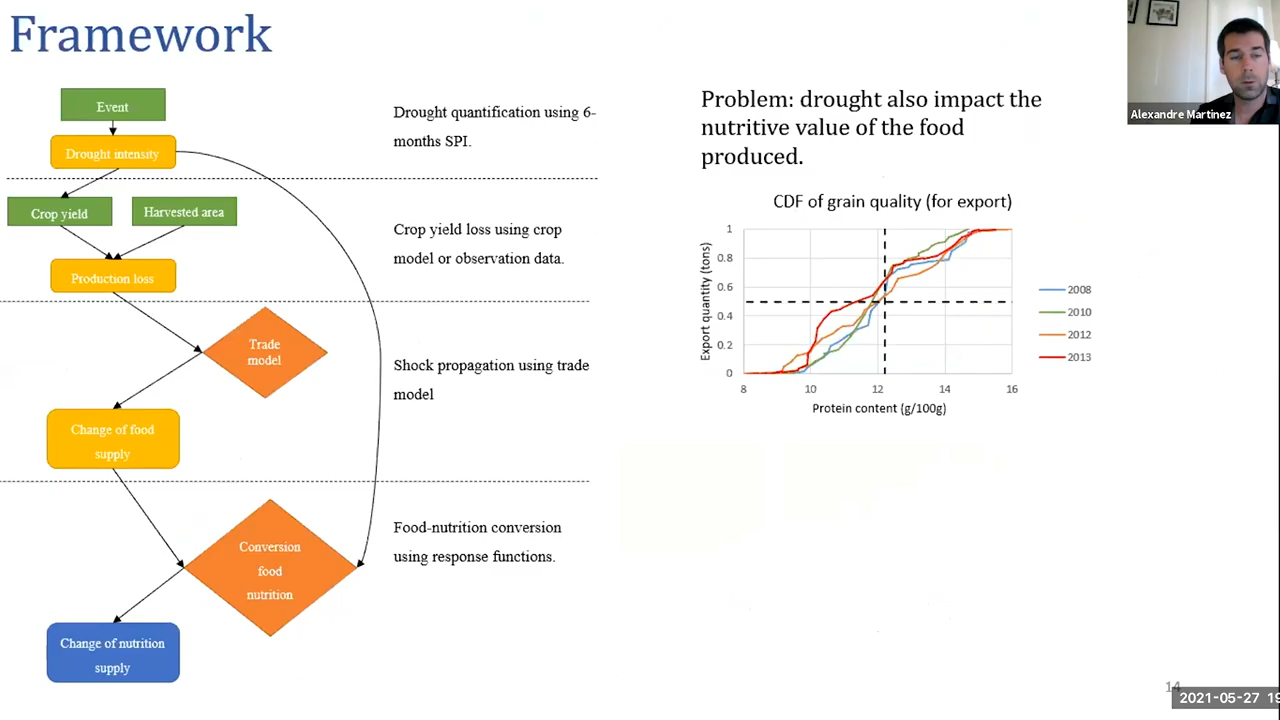 Framework
Alexandre Martinez
Event
Drought intensity
Drought quantification using 6-
months SPI.
Crop yield
Harvested area
Production loss
Crop yield loss using crop
model or observation data.
Trade
model
Shock propagation using trade
model
Change of food
supply
Conversion
food
nutrition
Food-nutrition conversion
using response functions.
Change of nutrition
supply
Problem: drought also impact the
nutritive value of the food
produced.
CDF of grain quality (for export)
Export quantity (tons)
1
0.8
0.6
0.4
0.2
0
8 10 12 14 16
Protein content (g/100g)
2008
2010
2012
2013
14
2021-05-27 19